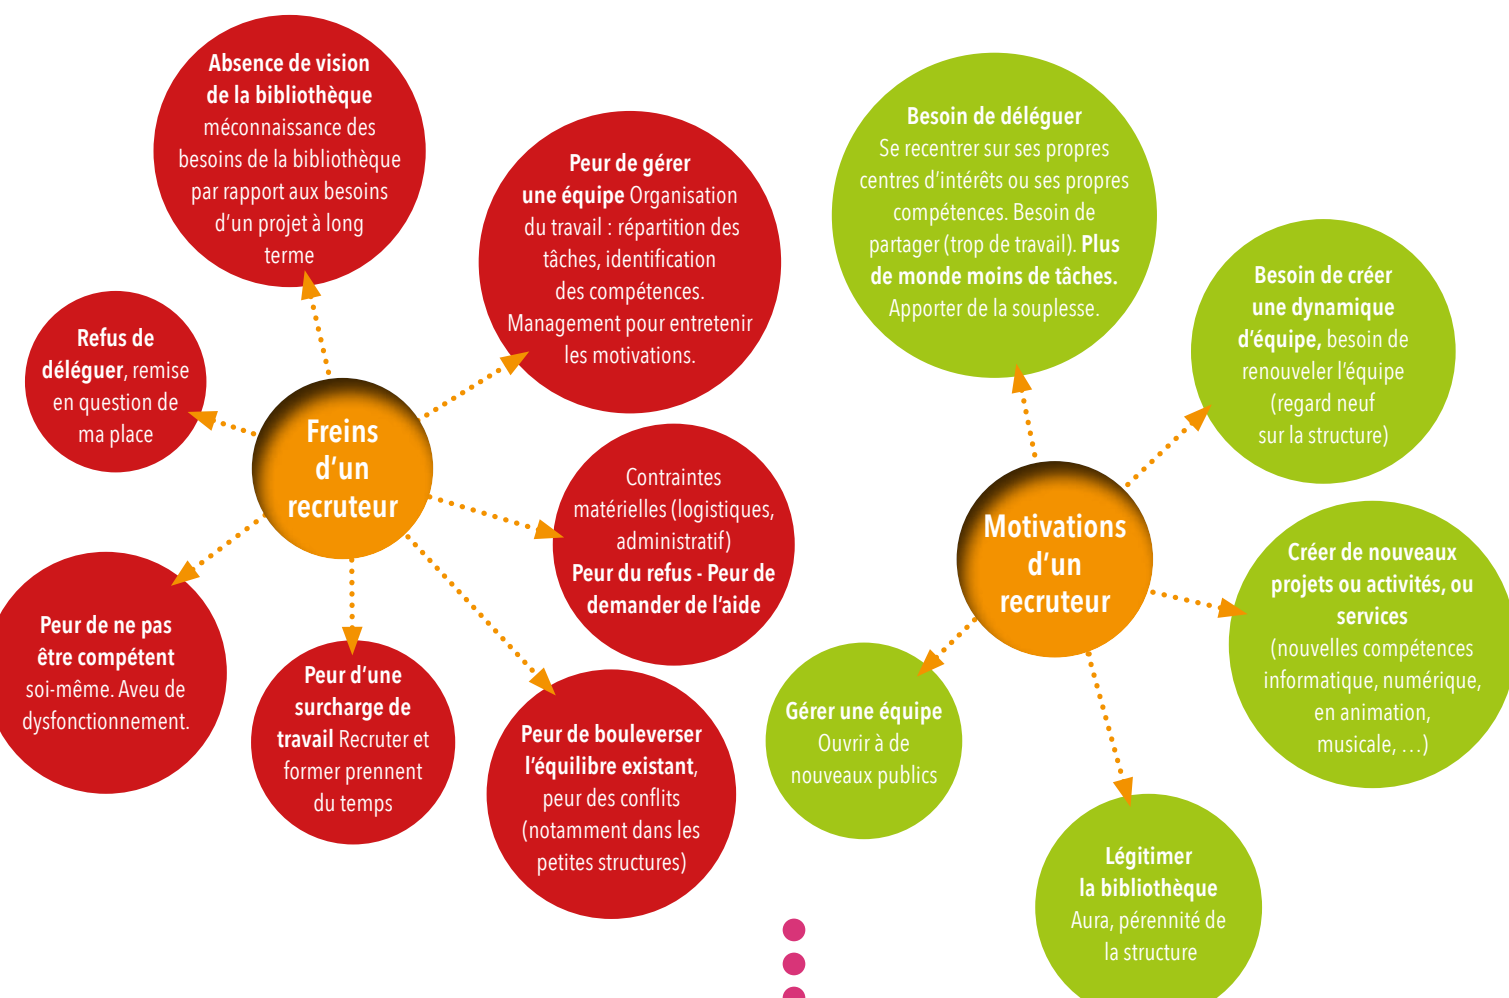 Absence de vision
de la bibliothèque
méconnaissance des
besoins de la bibliothèque
par rapport aux besoins
d'un projet à long
terme
Peur de gérer
une équipe Organisation
du travail : répartition des
tâches, identification
des compétences.
Management pour entretenir
les motivations.
Refus de
déléguer, remise
en question de
ma place
Freins
d'un
recruteur
Contraintes
matérielles (logistiques,
administratif)
Peur du refus - Peur de
demander de l'aide
Peur de ne pas
être compétent
soi-même. Aveu de
dysfonctionnement.
Peur d'une
surcharge de
travail Recruter et
former prennent
du temps
Peur de bouleverser
l'équilibre existant,
peur des conflits
(notamment dans les
petites structures)
Besoin de déléguer
Se recentrer sur ses propres
centres d'intérêts ou ses propres
compétences. Besoin de
partager (trop de travail). Plus
de monde moins de tâches.
Apporter de la souplesse.
Besoin de créer
une dynamique
d'équipe, besoin de
renouveler l'équipe
(regard neuf
sur la structure)
Motivations
d'un
recruteur
Créer de nouveaux
projets ou activités, ou
services
(nouvelles compétences
informatique, numérique,
en animation,
musicale, …)
Gérer une équipe
Ouvrir à de
nouveaux publics
Légitimer
la bibliothèque
Aura, pérennité de
la structure